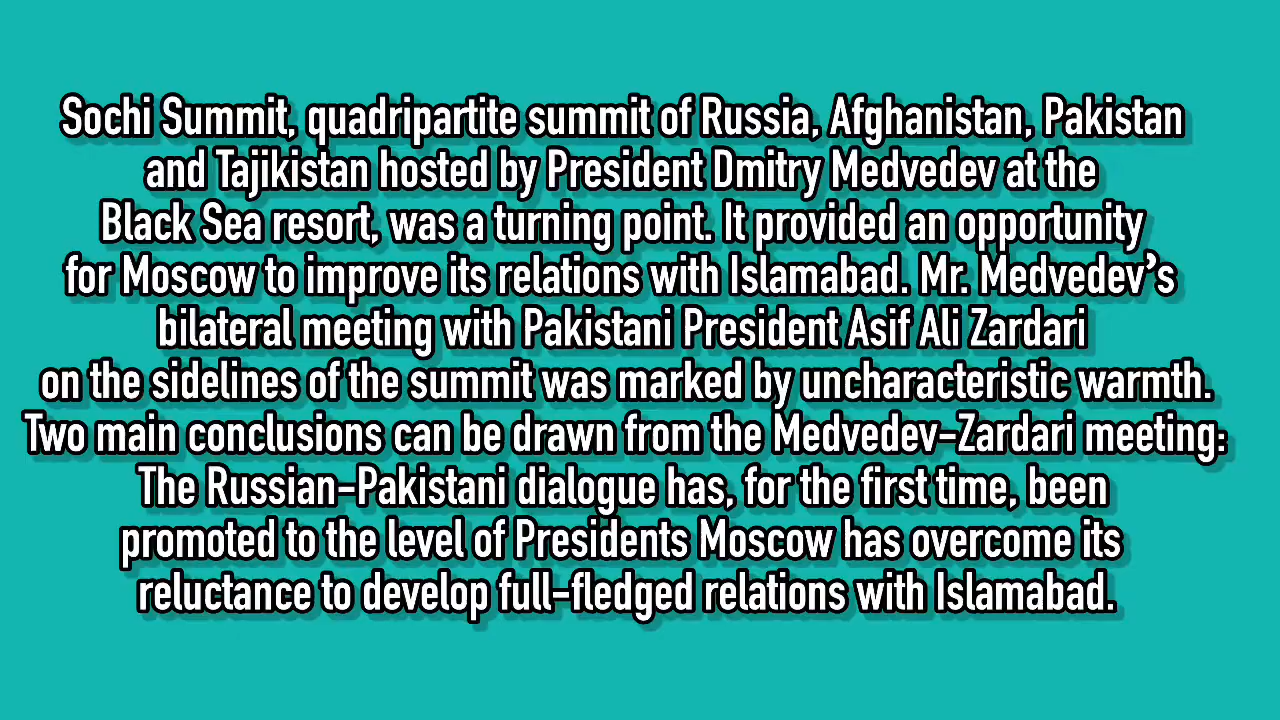 Sochi Summit, quadripartite summit of Russia, Afghanistan, Pakistan
and Tajikistan hosted by President Dmitry Medvedev at the
Black Sea resort, was a turning point. It provided an opportunity
for Moscow to improve its relations with Islamabad. Mr. Medvedev's
bilateral meeting with Pakistani President Asif Ali Zardari
on the sidelines of the summit was marked by uncharacteristic warmth.
Two main conclusions can be drawn from the Medvedev-Zardari meeting:
The Russian-Pakistani dialogue has, for the first time, been
promoted to the level of Presidents Moscow has overcome its
reluctance to develop full-fledged relations with Islamabad.